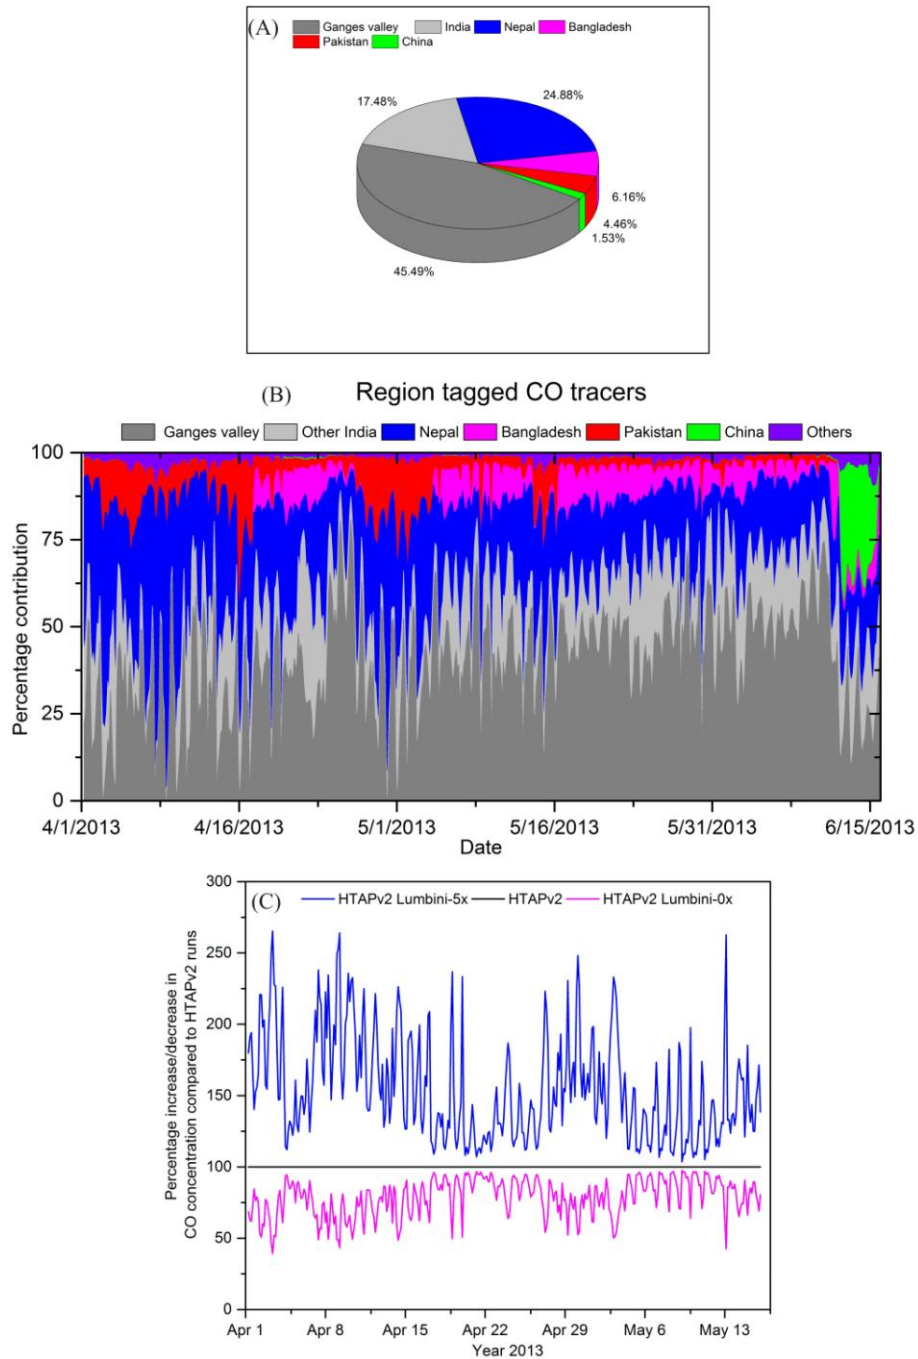 (A)
Ganges valley India Nepal Bangladesh
Pakistan China
17.48%
24.88%
6.16%
4.46%
1.53%
45.49%
(B) Region tagged CO tracers
Ganges valley Other India Nepal Bangladesh Pakistan China Others
100
75
50
25
0
Percentage contribution
4/1/2013 4/16/2013 5/1/2013 5/16/2013 5/31/2013 6/15/2013
Date
(C) HTAPv2 Lumbini-5x HTAPv2 HTAPv2 Lumbini-0x
300
250
200
150
100
50
0
Percentage increase/decrease in
CO concentration compared to HTAPv2 runs
Apr 1 Apr 8 Apr 15 Apr 22 Apr 29 May 6 May 13
Year 2013